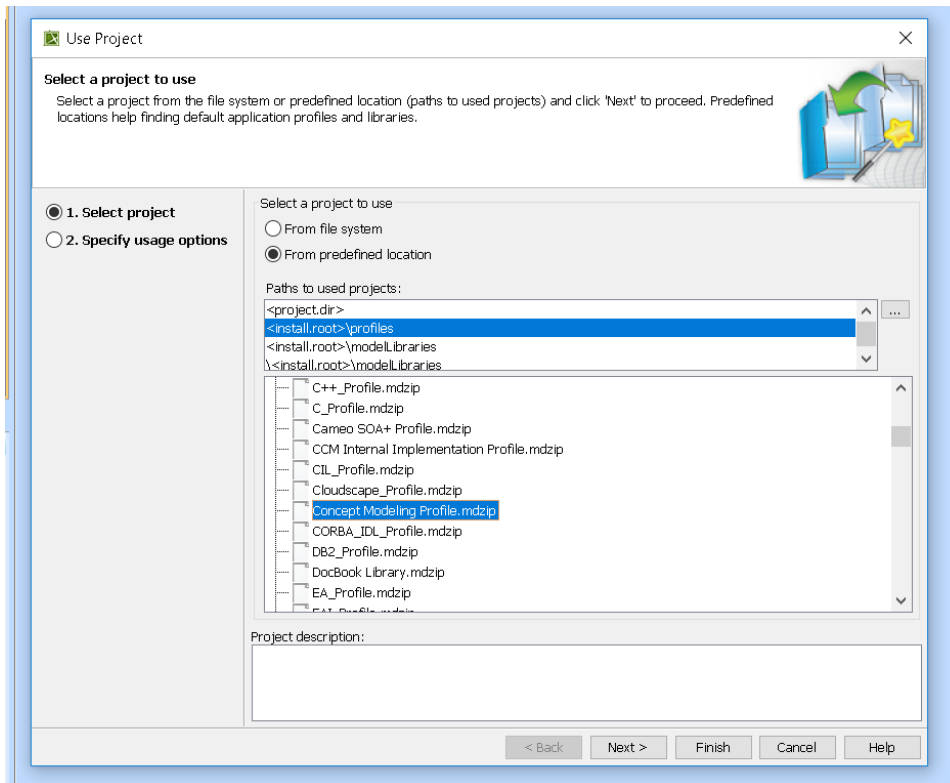 Use Project
Select a project to use
Select a project from the file system or predefined location (paths to used projects) and click 'Next' to proceed. Predefined
locations help finding default application profiles and libraries.
1. Select project
2. Specify usage options
Select a project to use
From file system
From predefined location
Paths to used projects:
<project.dir>
...
<install.root>\profiles
<install.root>\modelLibraries
\<install.root>\modelLibraries
C++_Profile.mdzip
C_Profile.mdzip
Cameo SOA+ Profile.mdzip
CCM Internal Implementation Profile.mdzip
CIL_Profile.mdzip
Cloudscape_Profile.mdzip
Concept Modeling Profile.mdzip
CORBA_IDL_Profile.mdzip
DB2_Profile.mdzip
DocBook Library.mdzip
EA_Profile.mdzip
EAI_Profile.mdzip
Project description:
< Back
Next >
Finish
Cancel
Help